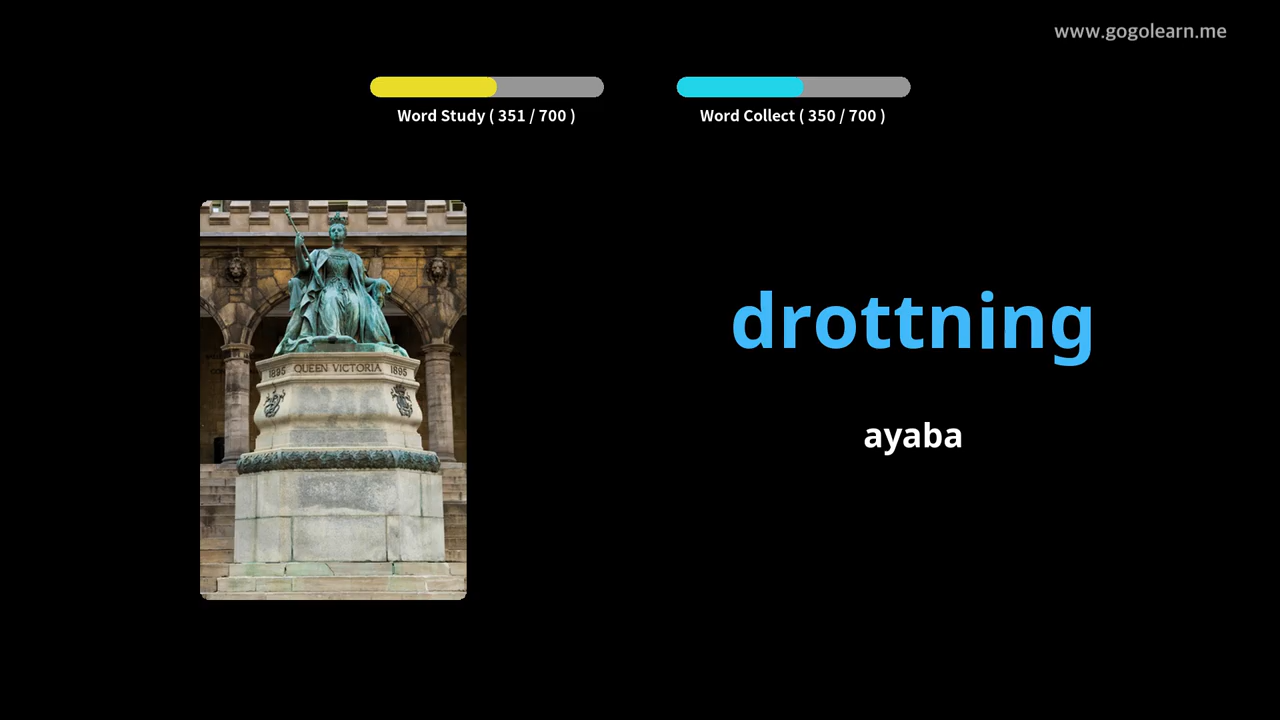 www.gogolearn.me
Word Study ( 351 / 700 )
Word Collect ( 350 / 700 )
1895 QUEEN VICTORIA 1895
drottning
ayaba